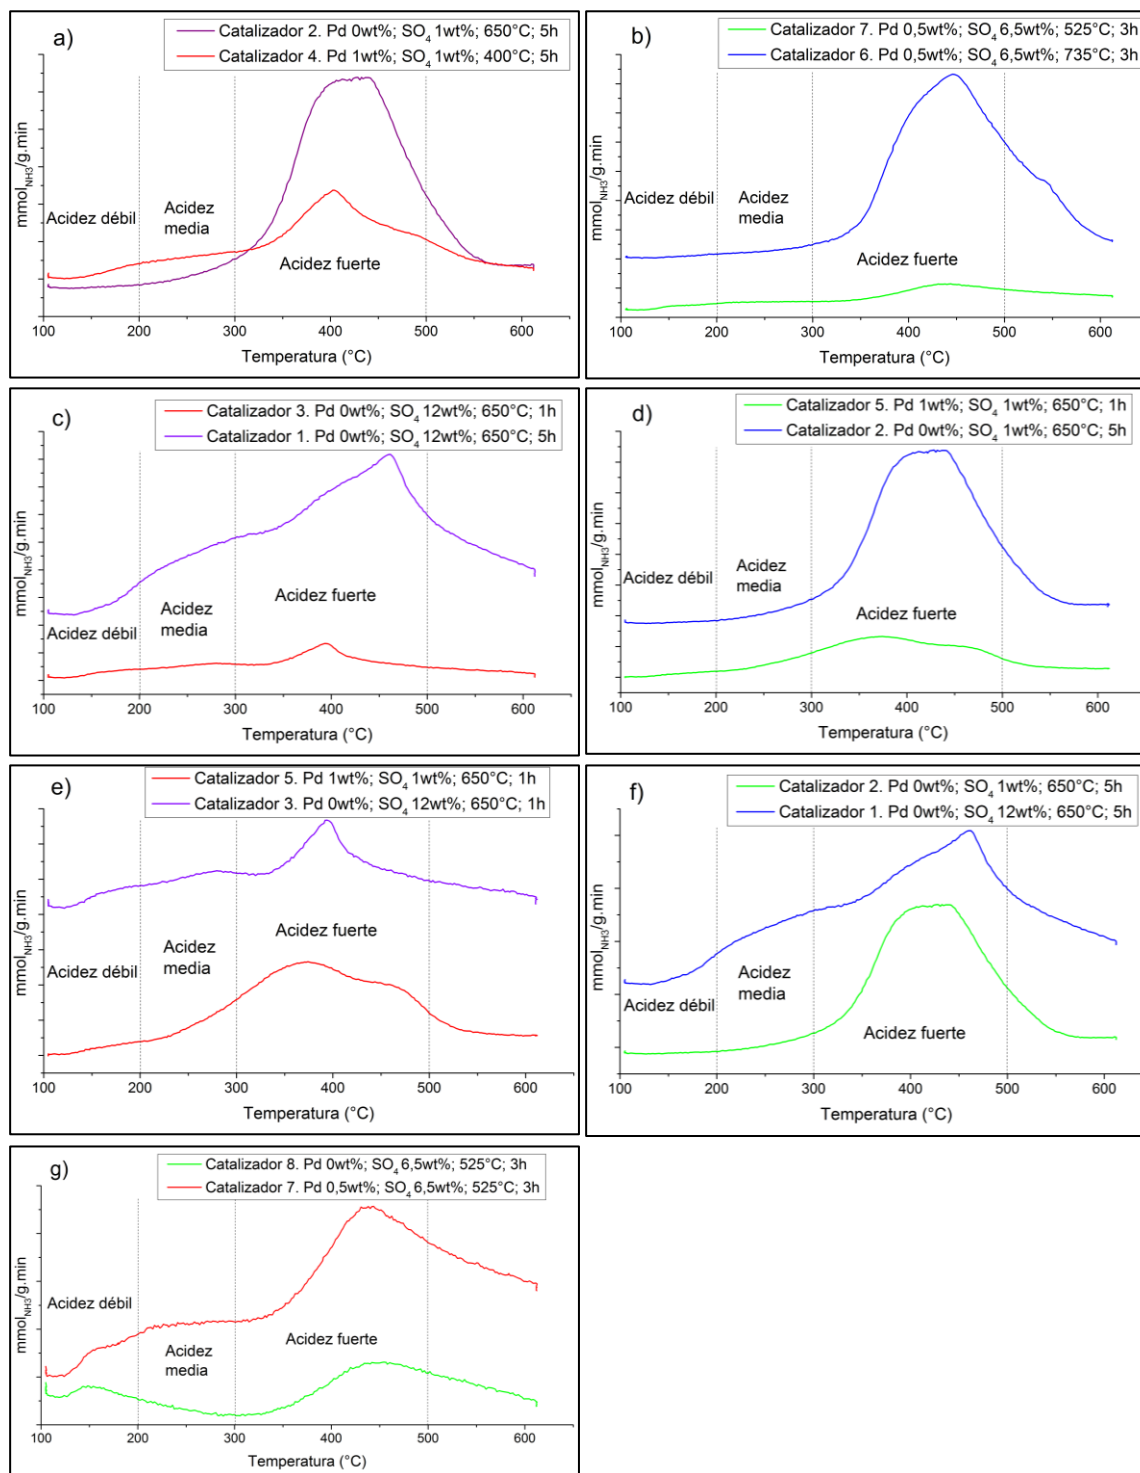 a)
Catalizador 2. Pd 0wt%; SO4 1wt%; 650°C; 5h
Catalizador 4. Pd 1wt%; SO4 1wt%; 400°C; 5h
mmolNH3/g.min
Acidez débil
Acidez
media
Acidez fuerte
100 200 300 400 500 600
Temperatura (°C)
b)
Catalizador 7. Pd 0,5wt%; SO4 6,5wt%; 525°C; 3h
Catalizador 6. Pd 0,5wt%; SO4 6,5wt%; 735°C; 3h
mmolNH3/g.min
Acidez débil
Acidez
media
Acidez fuerte
100 200 300 400 500 600
Temperatura (°C)
c)
Catalizador 3. Pd 0wt%; SO4 12wt%; 650°C; 1h
Catalizador 1. Pd 0wt%; SO4 12wt%; 650°C; 5h
mmolNH3/g.min
Acidez débil
Acidez
media
Acidez fuerte
100 200 300 400 500 600
Temperatura (°C)
d)
Catalizador 5. Pd 1wt%; SO4 1wt%; 650°C; 1h
Catalizador 2. Pd 0wt%; SO4 1wt%; 650°C; 5h
mmolNH3/g.min
Acidez débil
Acidez
media
Acidez fuerte
100 200 300 400 500 600
Temperatura (°C)
e)
Catalizador 5. Pd 1wt%; SO4 1wt%; 650°C; 1h
Catalizador 3. Pd 0wt%; SO4 12wt%; 650°C; 1h
mmolNH3/g.min
Acidez débil
Acidez
media
Acidez fuerte
100 200 300 400 500 600
Temperatura (°C)
f)
Catalizador 2. Pd 0wt%; SO4 1wt%; 650°C; 5h
Catalizador 1. Pd 0wt%; SO4 12wt%; 650°C; 5h
mmolNH3/g.min
Acidez débil
Acidez
media
Acidez fuerte
100 200 300 400 500 600
Temperatura (°C)
g)
Catalizador 8. Pd 0wt%; SO4 6,5wt%; 525°C; 3h
Catalizador 7. Pd 0,5wt%; SO4 6,5wt%; 525°C; 3h
mmolNH3/g.min
Acidez débil
Acidez
media
Acidez fuerte
100 200 300 400 500 600
Temperatura (°C)